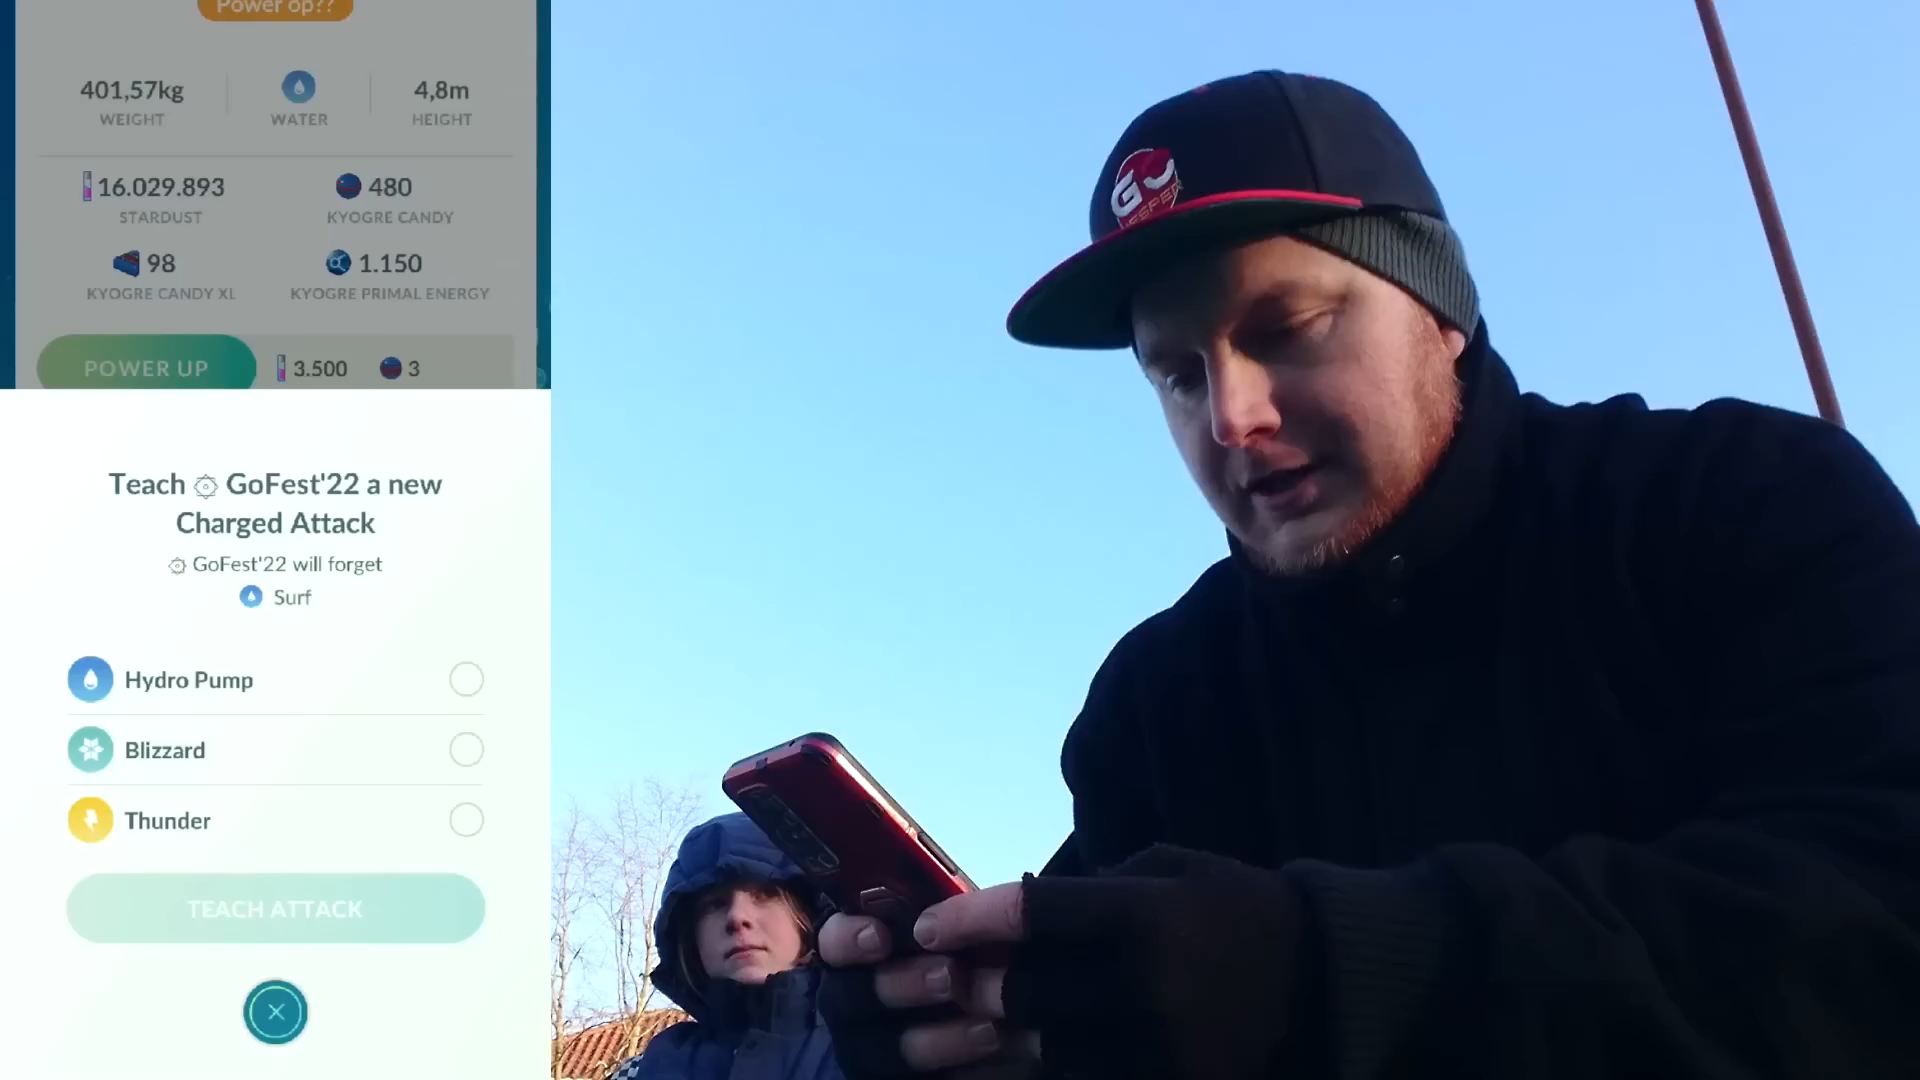 Power op??
401,57kg
WEIGHT
WATER
4,8m
HEIGHT
16.029.893
STARDUST
480
KYOGRE CANDY
98
KYOGRE CANDY XL
1.150
KYOGRE PRIMAL ENERGY
POWER UP
3.500
3
Teach GoFest'22 a new
Charged Attack
GoFest'22 will forget
Surf
Hydro Pump
Blizzard
Thunder
TEACH ATTACK
GO